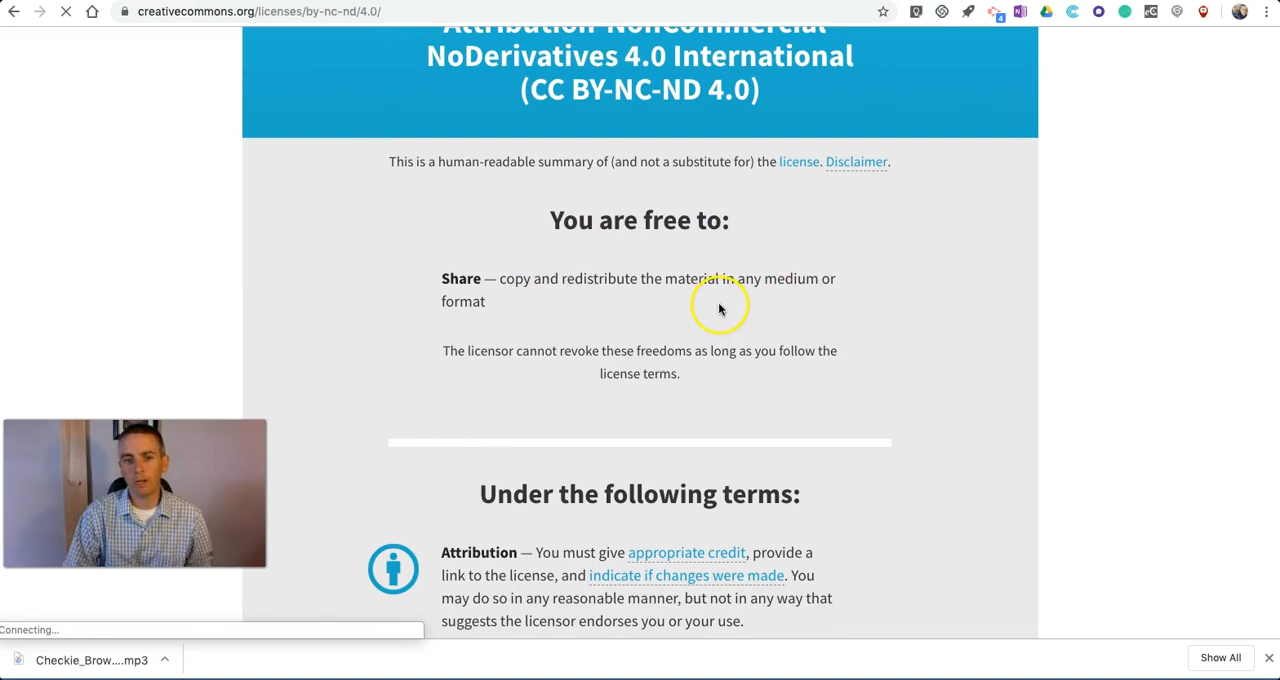 creativecommons.org/licenses/by-nc-nd/4.0/
4
Attribution-NonCommercial-
NoDerivatives 4.0 International
(CC BY-NC-ND 4.0)
This is a human-readable summary of (and not a substitute for) the license. Disclaimer.
You are free to:
Share — copy and redistribute the material in any medium or
format
The licensor cannot revoke these freedoms as long as you follow the
license terms.
Under the following terms:
Attribution — You must give appropriate credit, provide a
link to the license, and indicate if changes were made. You
may do so in any reasonable manner, but not in any way that
suggests the licensor endorses you or your use.
Connecting...
Checkie_Brow....mp3
Show All